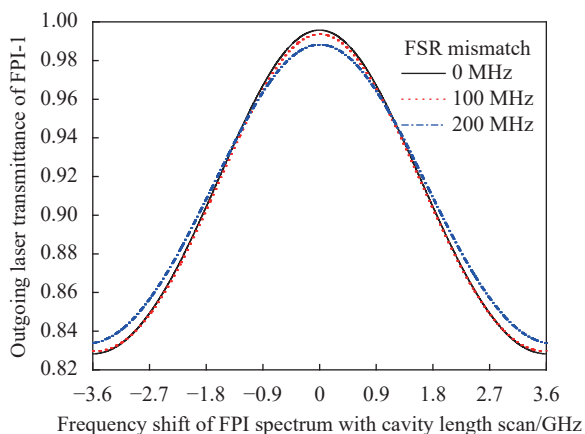 1.00
0.98
0.96
0.94
0.92
0.90
0.88
0.86
0.84
0.82
Outgoing laser transmittance of FPI-1
FSR mismatch
0 MHz
100 MHz
200 MHz
−3.6 −2.7 −1.8 −0.9 0 0.9 1.8 2.7 3.6
Frequency shift of FPI spectrum with cavity length scan/GHz